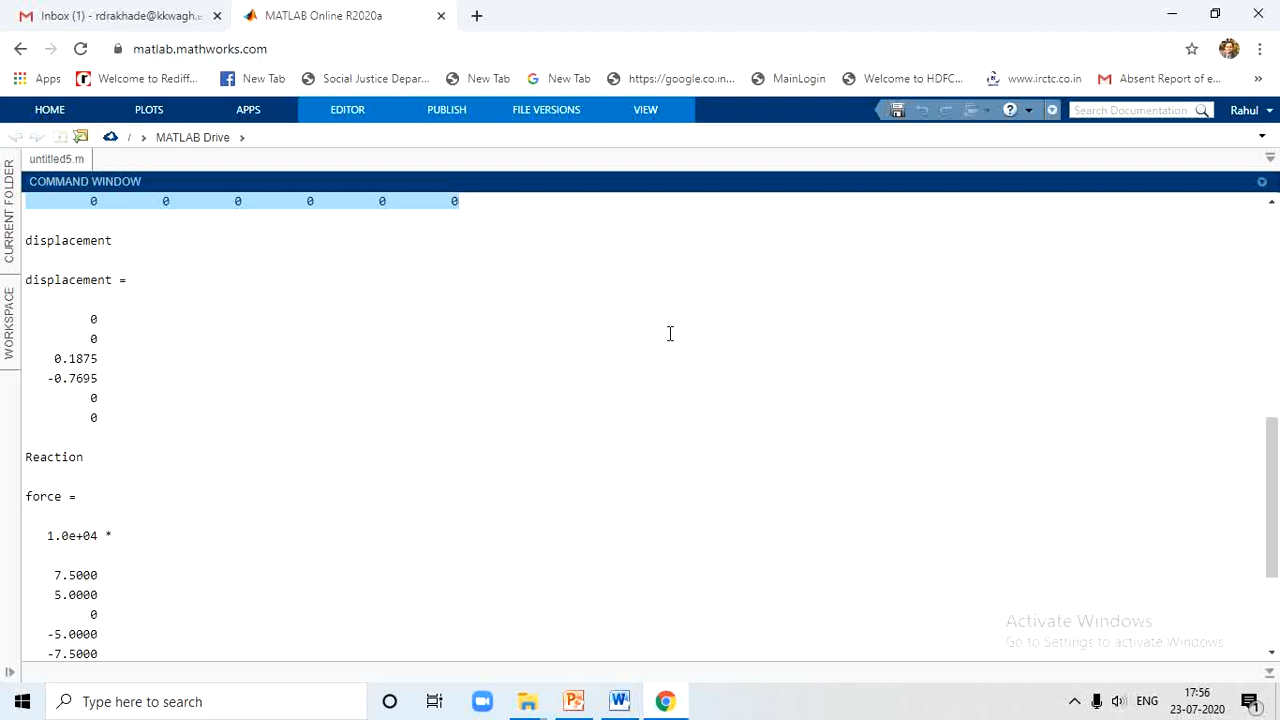 Inbox (1) - rdrakhade@kkwagh. MATLAB Online R2020a
matlab.mathworks.com
Apps Welcome to Rediff... New Tab Social Justice Depar... New Tab New Tab https://google.co.in... MainLogin Welcome to HDFC... www.irctc.co.in Absent Report of e... »
HOME PLOTS APPS EDITOR PUBLISH FILE VERSIONS VIEW Search Documentation Rahul
/ › MATLAB Drive ›
untitled5.m
CURRENT FOLDER
WORKSPACE
COMMAND WINDOW
0 0 0 0 0 0
displacement
displacement =
0
0
0.1875
-0.7695
0
0
Reaction
force =
1.0e+04 *
7.5000
5.0000
0
-5.0000
-7.5000
Activate Windows
Go to Settings to activate Windows
Type here to search
ENG
17:56
23-07-2020
1